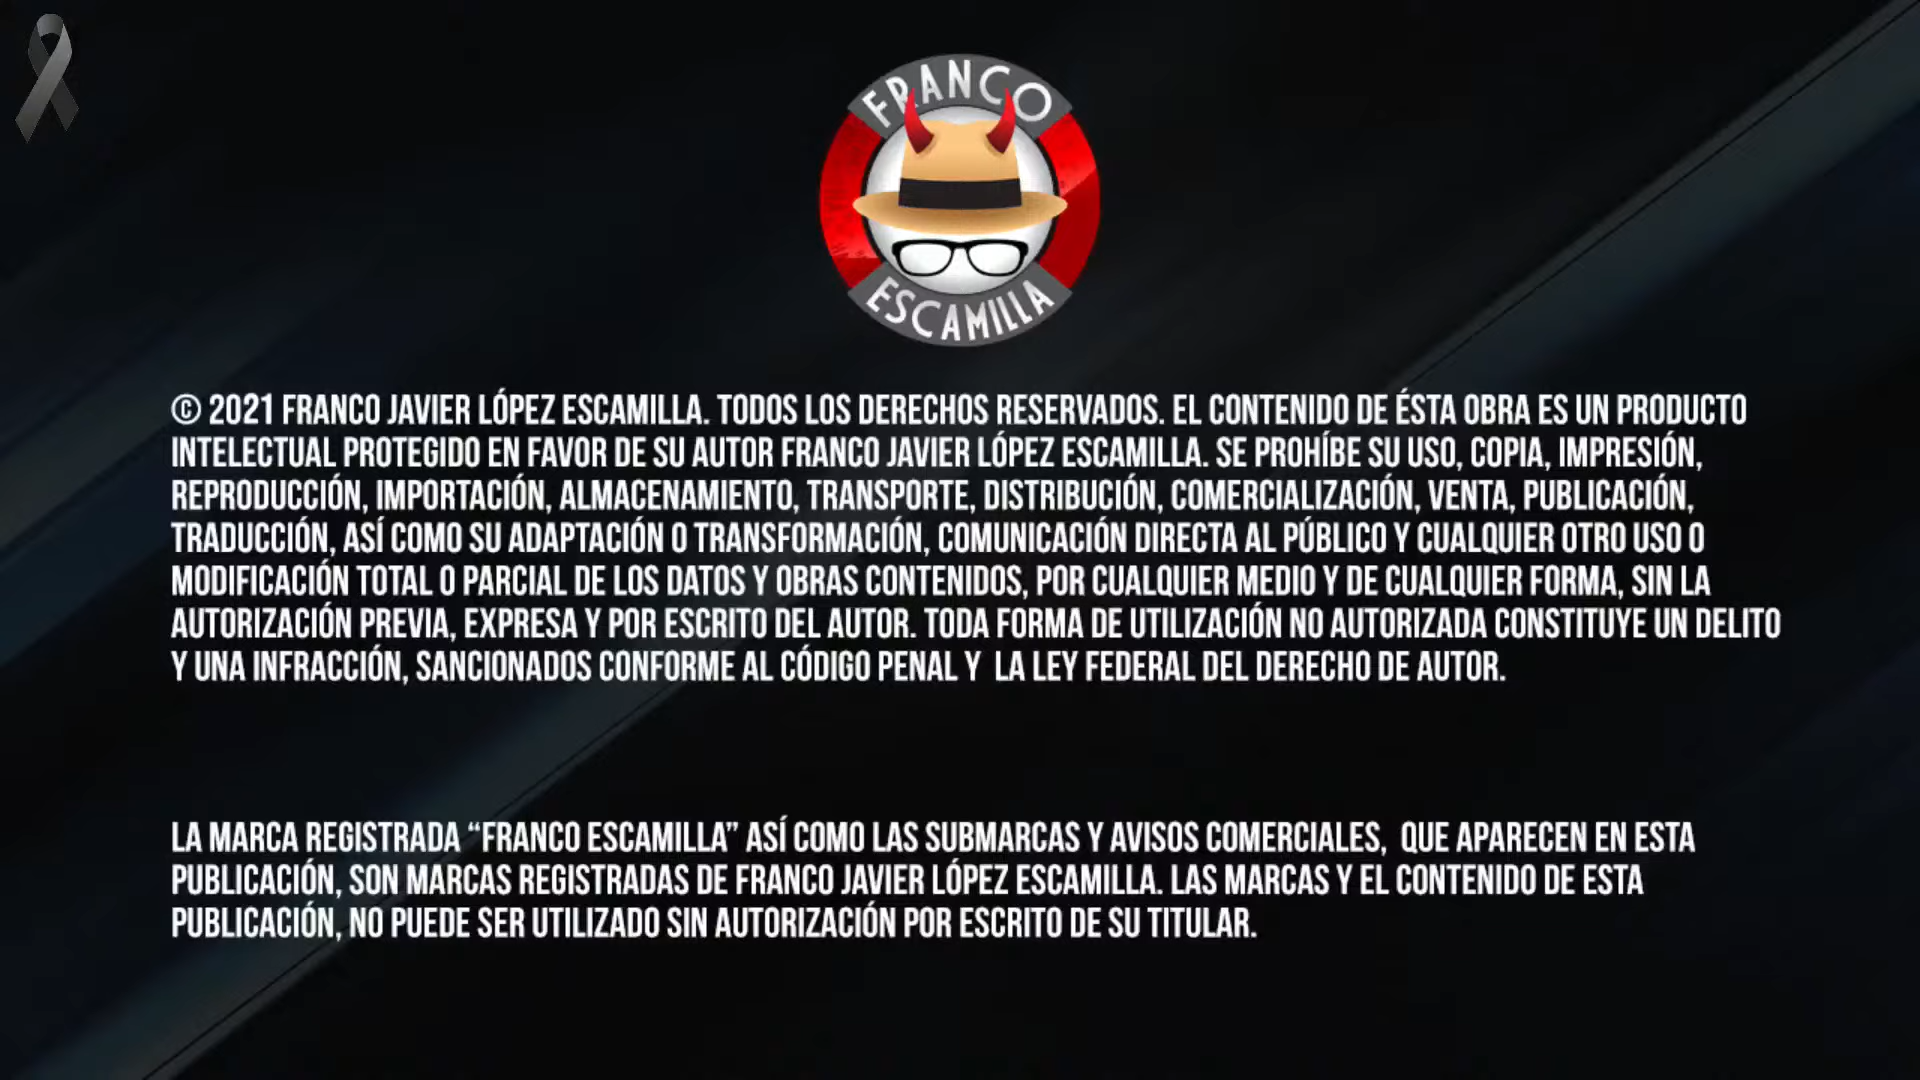 FRANCO
ESCAMILLA
© 2021 FRANCO JAVIER LÓPEZ ESCAMILLA. TODOS LOS DERECHOS RESERVADOS. EL CONTENIDO DE ÉSTA OBRA ES UN PRODUCTO
INTELECTUAL PROTEGIDO EN FAVOR DE SU AUTOR FRANCO JAVIER LÓPEZ ESCAMILLA. SE PROHÍBE SU USO, COPIA, IMPRESIÓN,
REPRODUCCIÓN, IMPORTACIÓN, ALMACENAMIENTO, TRANSPORTE, DISTRIBUCIÓN, COMERCIALIZACIÓN, VENTA, PUBLICACIÓN,
TRADUCCIÓN, ASÍ COMO SU ADAPTACIÓN O TRANSFORMACIÓN, COMUNICACIÓN DIRECTA AL PÚBLICO Y CUALQUIER OTRO USO O
MODIFICACIÓN TOTAL O PARCIAL DE LOS DATOS Y OBRAS CONTENIDOS, POR CUALQUIER MEDIO Y DE CUALQUIER FORMA, SIN LA
AUTORIZACIÓN PREVIA, EXPRESA Y POR ESCRITO DEL AUTOR. TODA FORMA DE UTILIZACIÓN NO AUTORIZADA CONSTITUYE UN DELITO
Y UNA INFRACCIÓN, SANCIONADOS CONFORME AL CÓDIGO PENAL Y LA LEY FEDERAL DEL DERECHO DE AUTOR.
LA MARCA REGISTRADA “FRANCO ESCAMILLA” ASÍ COMO LAS SUBMARCAS Y AVISOS COMERCIALES, QUE APARECEN EN ESTA
PUBLICACIÓN, SON MARCAS REGISTRADAS DE FRANCO JAVIER LÓPEZ ESCAMILLA. LAS MARCAS Y EL CONTENIDO DE ESTA
PUBLICACIÓN, NO PUEDE SER UTILIZADO SIN AUTORIZACIÓN POR ESCRITO DE SU TITULAR.